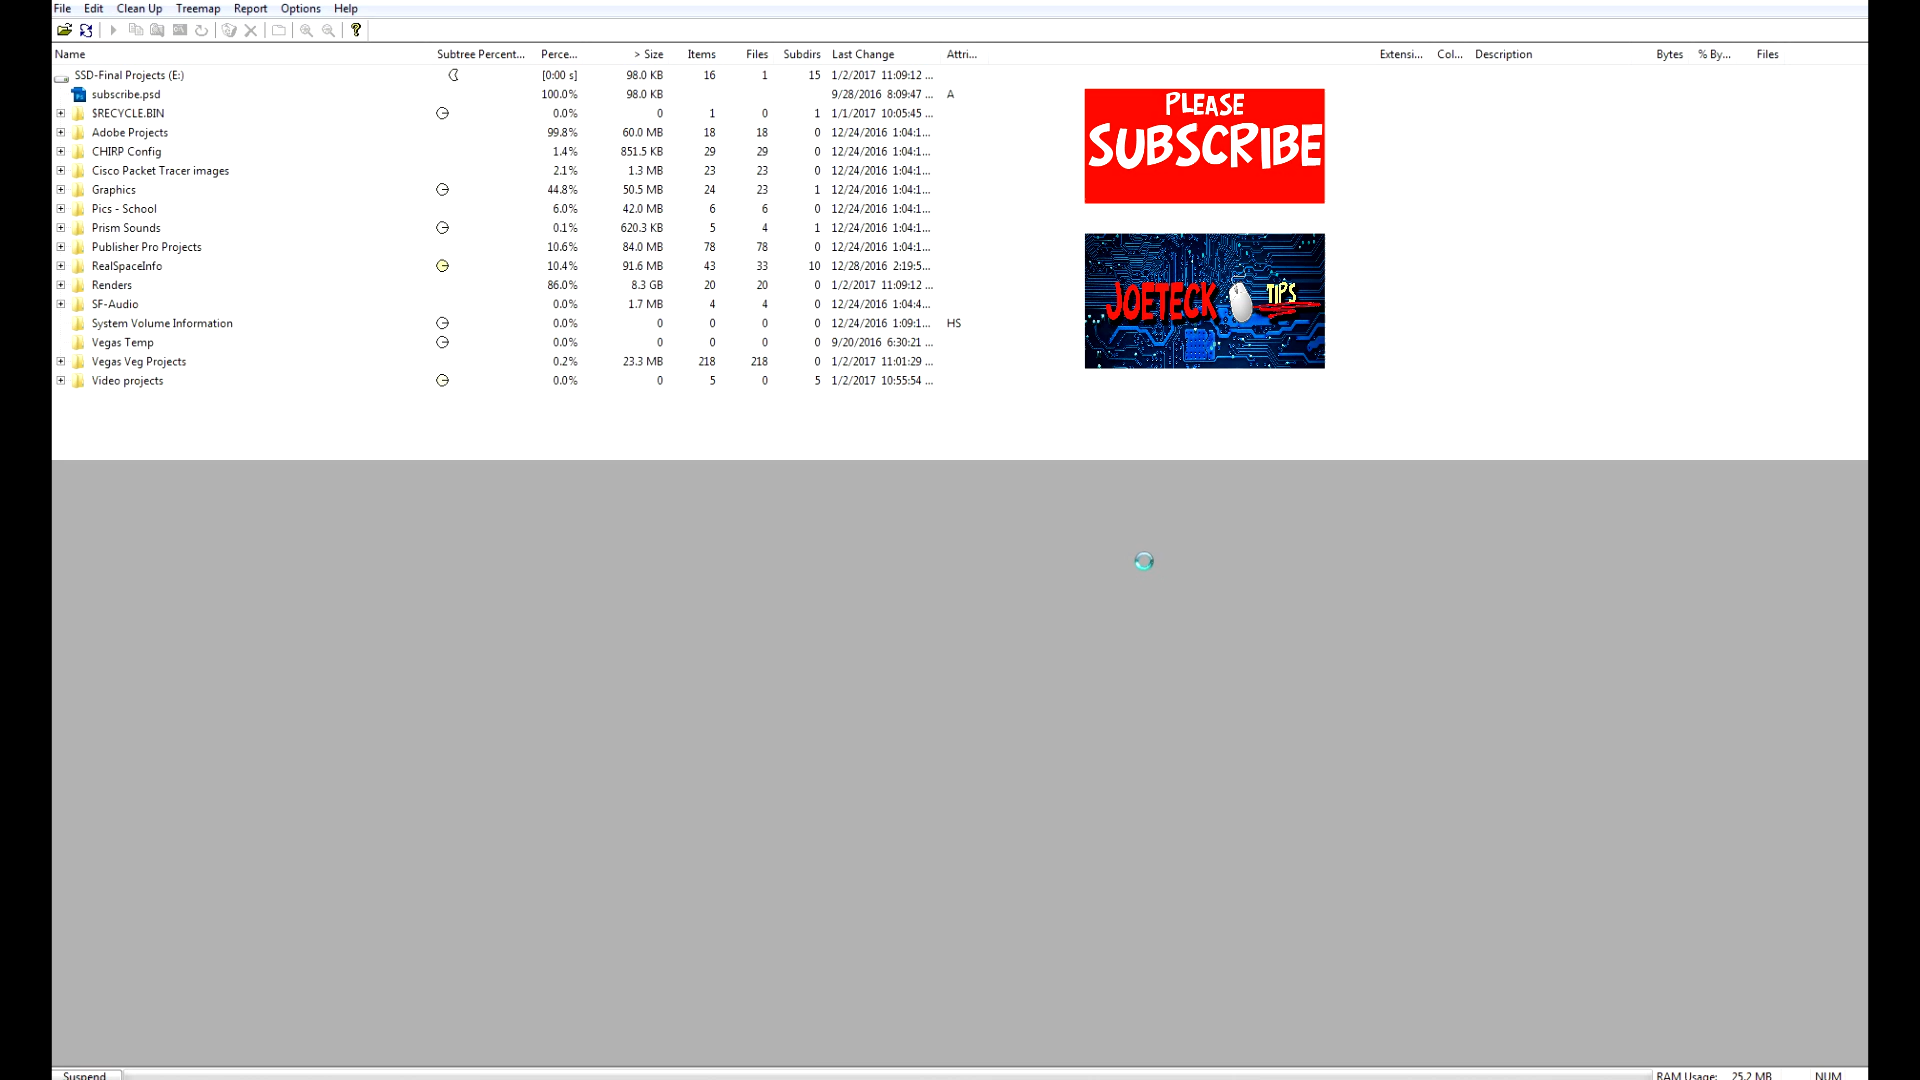 File Edit Clean Up Treemap Report Options Help
Name Subtree Percent... Perce... > Size Items Files Subdirs Last Change Attri... Extensi... Col... Description Bytes % By... Files
SSD-Final Projects (E:) [0:00 s] 98.0 KB 16 1 15 1/2/2017 11:09:12 ...
subscribe.psd 100.0% 98.0 KB 9/28/2016 8:09:47 ... A
$RECYCLE.BIN 0.0% 0 1 0 1 1/1/2017 10:05:45 ...
Adobe Projects 99.8% 60.0 MB 18 18 0 12/24/2016 1:04:1...
CHIRP Config 1.4% 851.5 KB 29 29 0 12/24/2016 1:04:1...
Cisco Packet Tracer images 2.1% 1.3 MB 23 23 0 12/24/2016 1:04:1...
Graphics 44.8% 50.5 MB 24 23 1 12/24/2016 1:04:1...
Pics - School 6.0% 42.0 MB 6 6 0 12/24/2016 1:04:1...
Prism Sounds 0.1% 620.3 KB 5 4 1 12/24/2016 1:04:1...
Publisher Pro Projects 10.6% 84.0 MB 78 78 0 12/24/2016 1:04:1...
RealSpaceInfo 10.4% 91.6 MB 43 33 10 12/28/2016 2:19:5...
Renders 86.0% 8.3 GB 20 20 0 1/2/2017 11:09:12 ...
SF-Audio 0.0% 1.7 MB 4 4 0 12/24/2016 1:04:4...
System Volume Information 0.0% 0 0 0 0 12/24/2016 1:09:1... HS
Vegas Temp 0.0% 0 0 0 0 9/20/2016 6:30:21 ...
Vegas Veg Projects 0.2% 23.3 MB 218 218 0 1/2/2017 11:01:29 ...
Video projects 0.0% 0 5 0 5 1/2/2017 10:55:54 ...
PLEASE
SUBSCRIBE
JOETECK TIPS
Suspend RAM Usage: 25.2 MB NUM